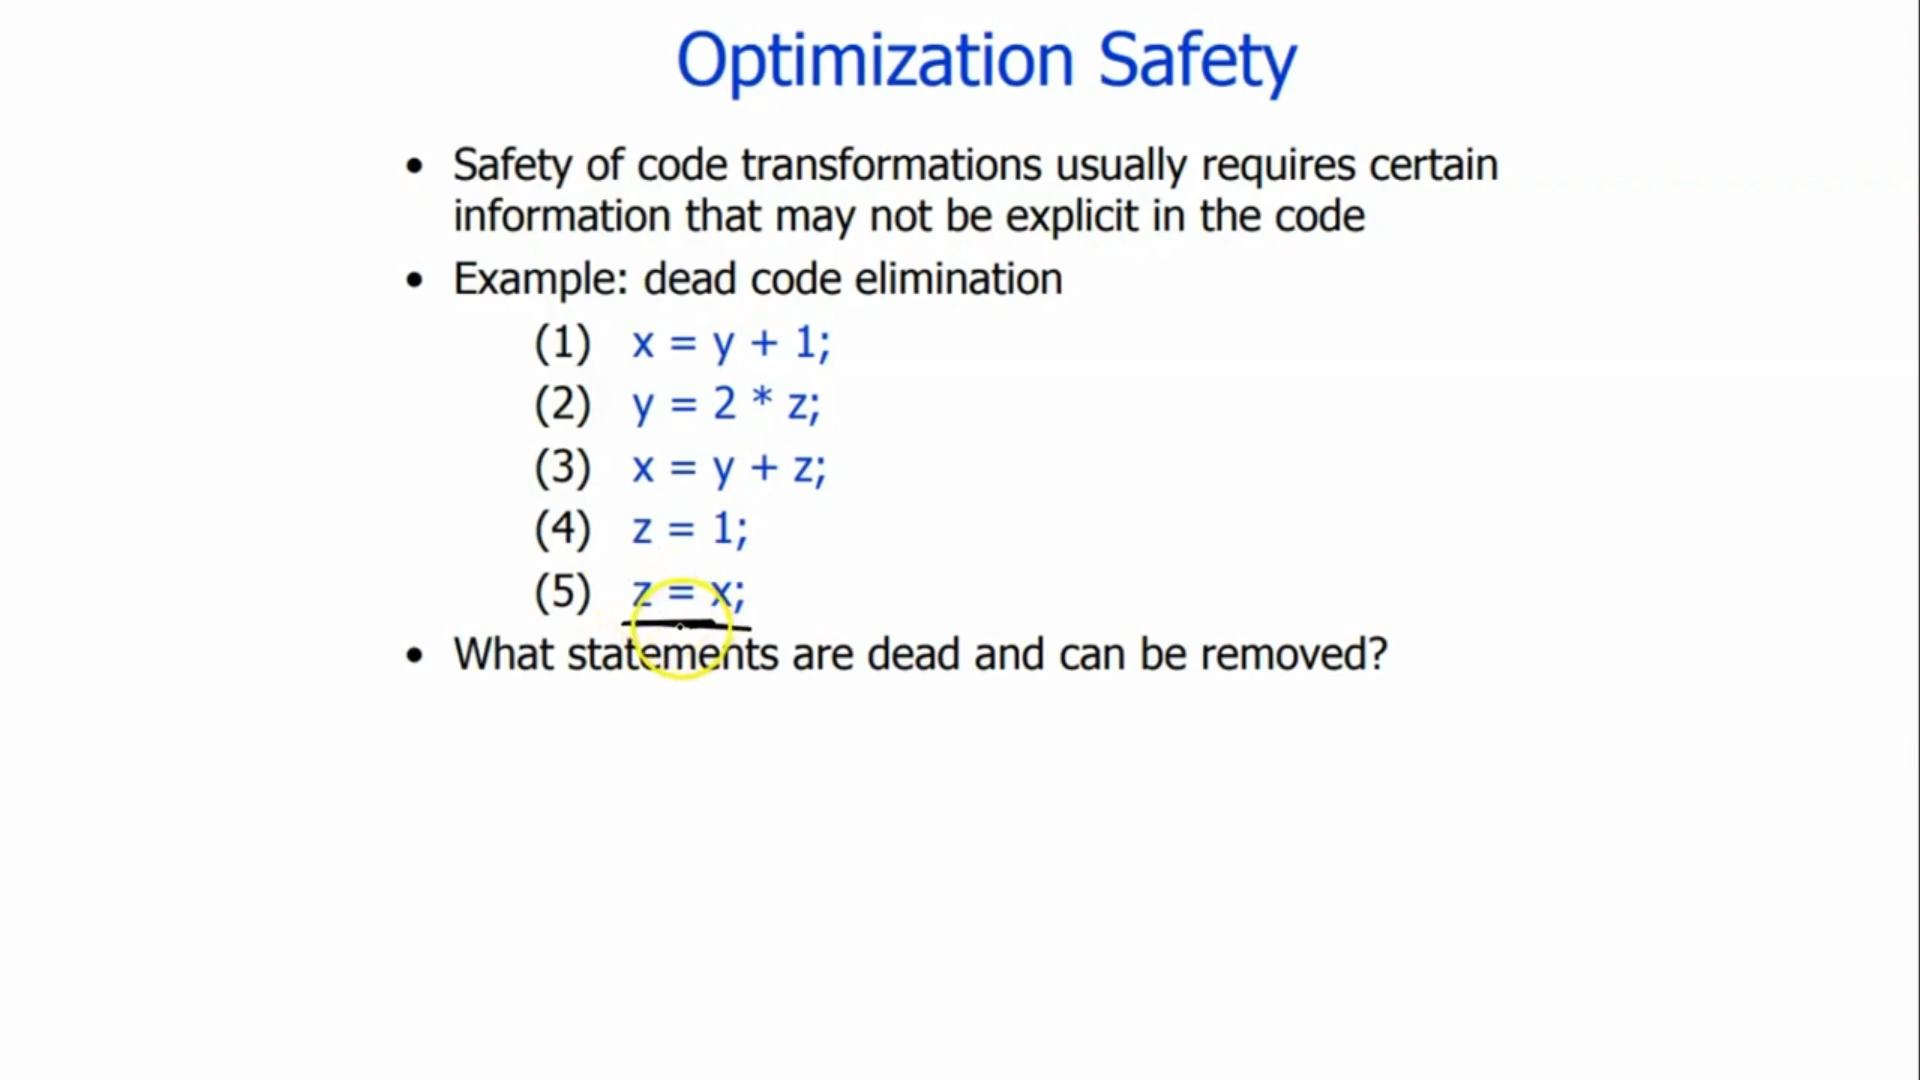 Optimization Safety
• Safety of code transformations usually requires certain
information that may not be explicit in the code
• Example: dead code elimination
(1) x = y + 1;
(2) y = 2 * z;
(3) x = y + z;
(4) z = 1;
(5) z = x;
• What statements are dead and can be removed?